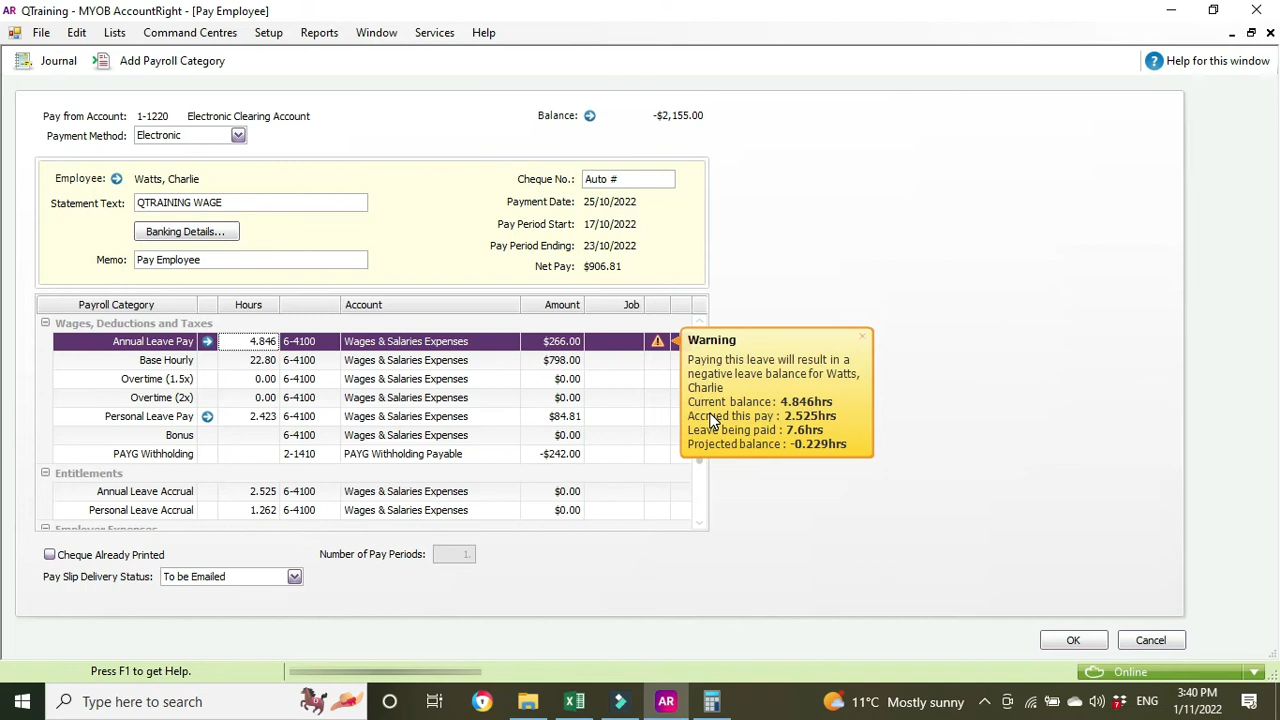 AR QTraining - MYOB AccountRight - [Pay Employee]
File Edit Lists Command Centres Setup Reports Window Services Help
Journal Add Payroll Category ? Help for this window
Pay from Account: 1-1220 Electronic Clearing Account Balance: -$2,155.00
Payment Method: Electronic
Employee: Watts, Charlie Cheque No.: Auto #
Statement Text: QTRAINING WAGE Payment Date: 25/10/2022
Banking Details... Pay Period Start: 17/10/2022
Pay Period Ending: 23/10/2022
Memo: Pay Employee Net Pay: $906.81
Payroll Category Hours Account Amount Job
Wages, Deductions and Taxes
Annual Leave Pay 4.846 6-4100 Wages & Salaries Expenses $266.00
Base Hourly 22.80 6-4100 Wages & Salaries Expenses $798.00
Overtime (1.5x) 0.00 6-4100 Wages & Salaries Expenses $0.00
Overtime (2x) 0.00 6-4100 Wages & Salaries Expenses $0.00
Personal Leave Pay 2.423 6-4100 Wages & Salaries Expenses $84.81
Bonus 6-4100 Wages & Salaries Expenses $0.00
PAYG Withholding 2-1410 PAYG Withholding Payable -$242.00
Entitlements
Annual Leave Accrual 2.525 6-4100 Wages & Salaries Expenses $0.00
Personal Leave Accrual 1.262 6-4100 Wages & Salaries Expenses $0.00
Employer Expenses
Warning
Paying this leave will result in a
negative leave balance for Watts,
Charlie
Current balance : 4.846hrs
Accrued this pay : 2.525hrs
Leave being paid : 7.6hrs
Projected balance : -0.229hrs
Cheque Already Printed Number of Pay Periods: 1.
Pay Slip Delivery Status: To be Emailed
OK Cancel
Press F1 to get Help. Online
Type here to search AR 11°C Mostly sunny ENG 3:40 PM
1/11/2022